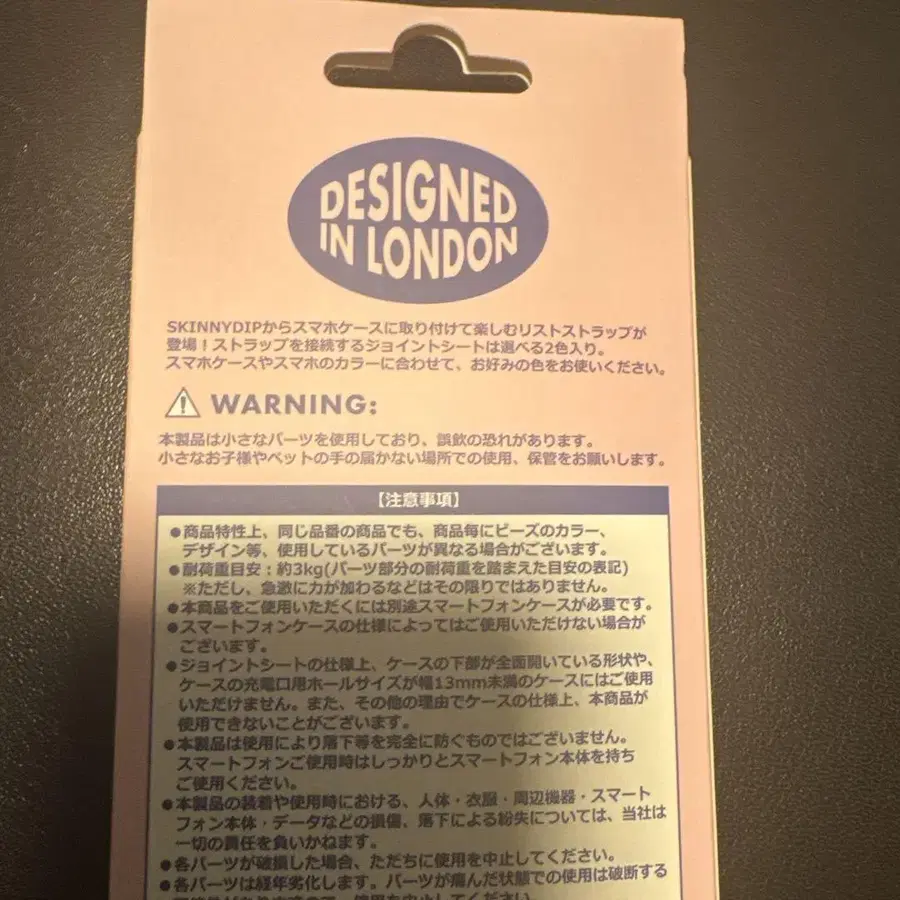 DESIGNED
IN LONDON
SKINNYDIPからスマホケースに取り付けて楽しむリストストラップが
登場！ストラップを接続するジョイントシートは選べる2色入り。
スマホケースやスマホのカラーに合わせて、お好みの色をお使いください。
WARNING:
本製品は小さなパーツを使用しており、誤飲の恐れがあります。
小さなお子様やペットの手の届かない場所での使用、保管をお願いします。
【注意事項】
●商品特性上、同じ品番の商品でも、商品毎にビーズのカラー、
デザイン等、使用しているパーツが異なる場合がございます。
●耐荷重目安：約3kg(パーツ部分の耐荷重を踏まえた目安の表記)
※ただし、急激に力が加わるなどはその限りではありません。
●本商品をご使用いただくには別途スマートフォンケースが必要です。
●スマートフォンケースの仕様によってはご使用いただけない場合が
ございます。
●ジョイントシートの仕様上、ケースの下部が全面開いている形状や、
ケースの充電口用ホールサイズが幅13mm未満のケースにはご使用
いただけません。また、その他の理由でケースの仕様上、本商品が
使用できないことがございます。
●本製品は使用により落下等を完全に防ぐものではございません。
スマートフォンご使用時はしっかりとスマートフォン本体を持ち
ご使用ください。
●本製品の装着や使用時における、人体・衣服・周辺機器・スマート
フォン本体・データなどの損傷、落下による紛失については、当社は
一切の責任を負いかねます。
●各パーツが破損した場合、ただちに使用を中止してください。
●各パーツは経年劣化します。パーツが痛んだ状態での使用は破断する